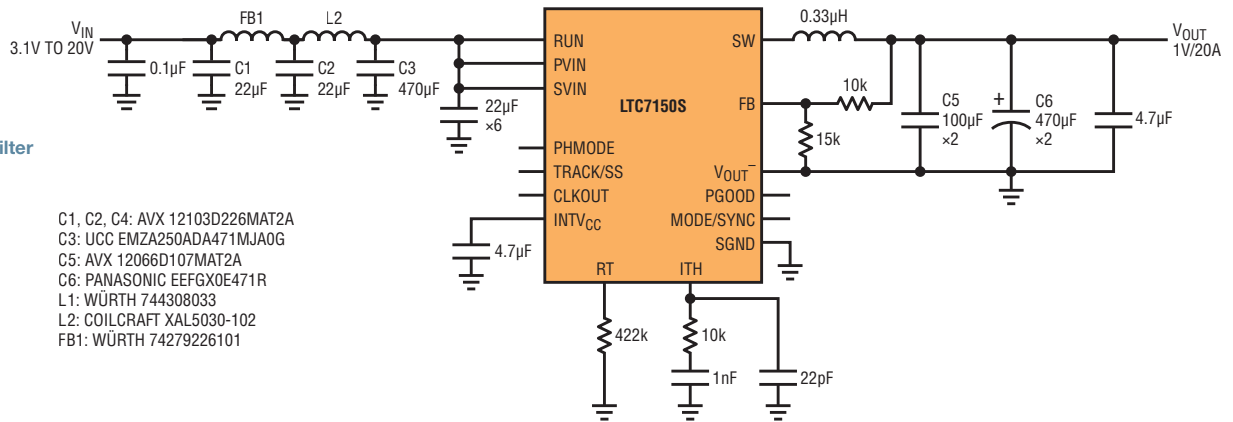 V_IN
3.1V TO 20V
FB1
L2
0.1µF
C1
22µF
C2
22µF
C3
470µF
22µF
×6
RUN
PVIN
SVIN
PHMODE
TRACK/SS
CLKOUT
INTV_CC
LTC7150S
SW
FB
V_OUT⁻
PGOOD
MODE/SYNC
SGND
RT
ITH
0.33µH
10k
15k
C5
100µF
×2
+
C6
470µF
×2
4.7µF
V_OUT
1V/20A
4.7µF
422k
10k
1nF
22pF
ilter
C1, C2, C4: AVX 12103D226MAT2A
C3: UCC EMZA250ADA471MJA0G
C5: AVX 12066D107MAT2A
C6: PANASONIC EEFGX0E471R
L1: WÜRTH 744308033
L2: COILCRAFT XAL5030-102
FB1: WÜRTH 74279226101